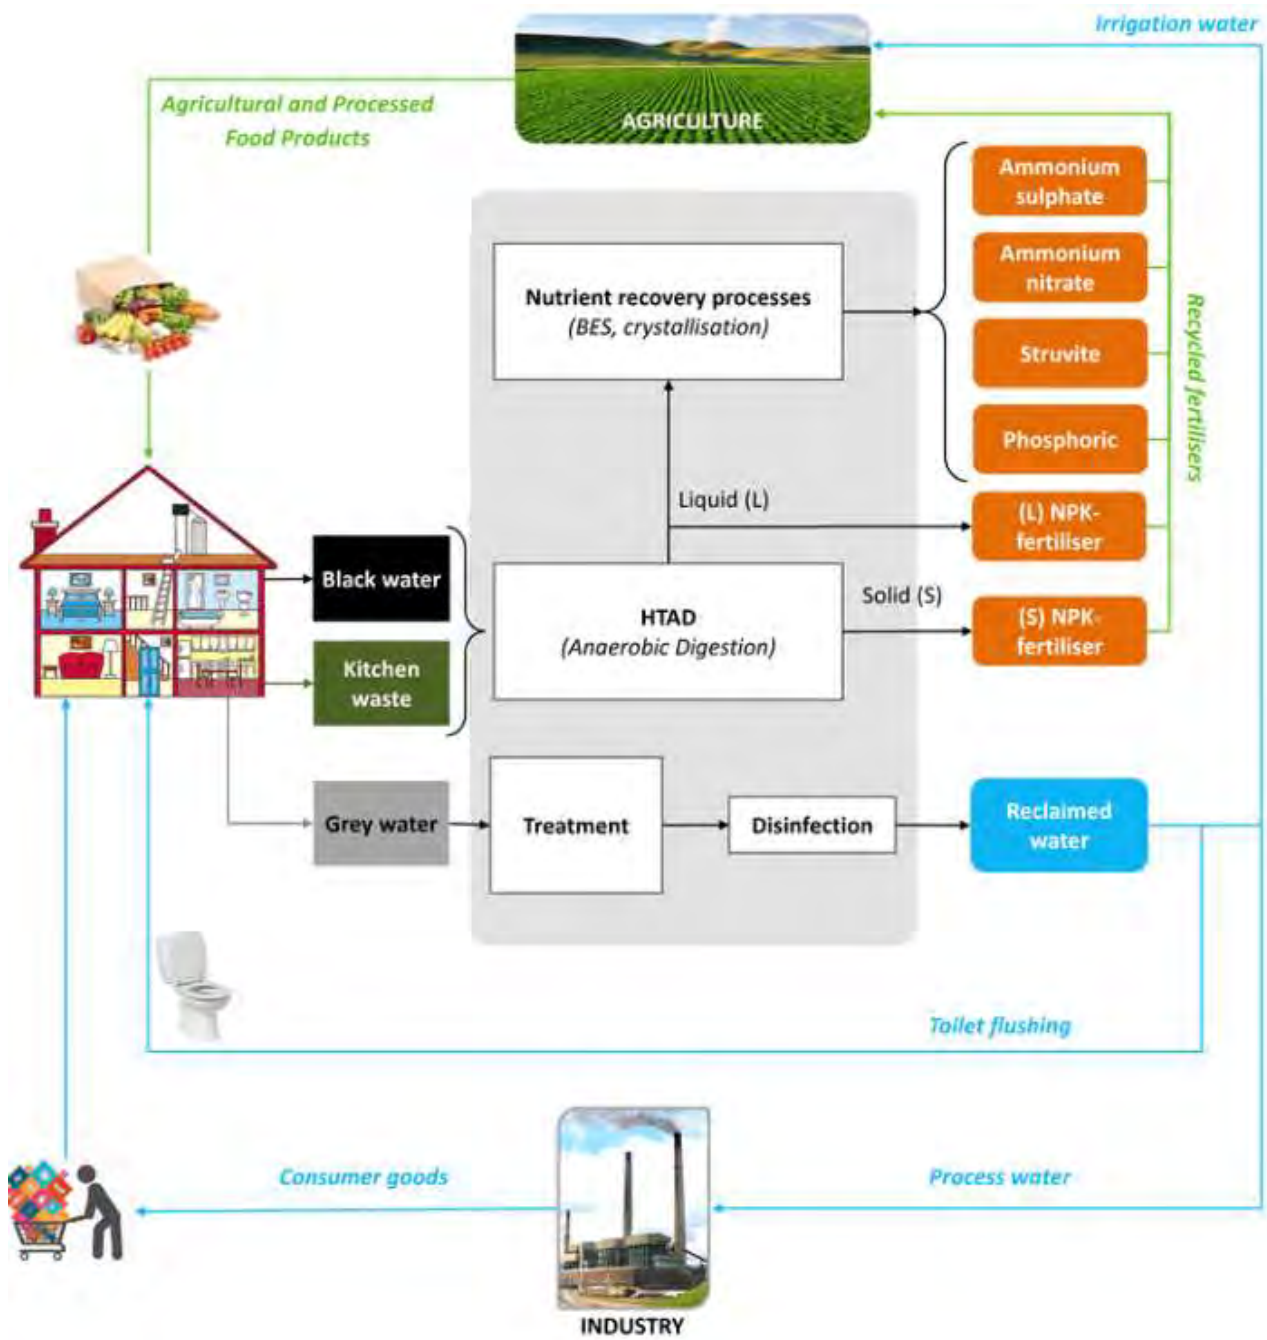 Irrigation water
Agricultural and Processed
Food Products
AGRICULTURE
Ammonium
sulphate
Nutrient recovery processes
(BES, crystallisation)
Ammonium
nitrate
Struvite
Phosphoric
Recycled fertilisers
Liquid (L)
(L) NPK-
fertiliser
Black water
HTAD
(Anaerobic Digestion)
Solid (S)
(S) NPK-
fertiliser
Kitchen
waste
Grey water
Treatment
Disinfection
Reclaimed
water
Toilet flushing
Consumer goods
Process water
INDUSTRY